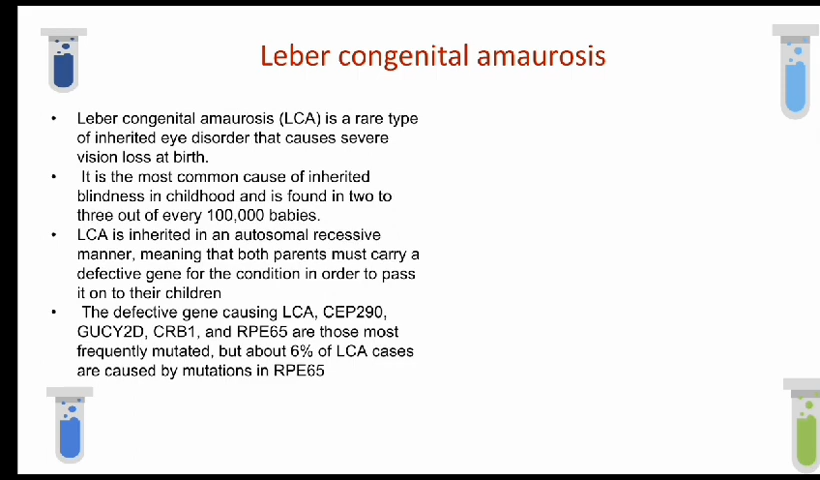 Leber congenital amaurosis
• Leber congenital amaurosis (LCA) is a rare type
of inherited eye disorder that causes severe
vision loss at birth.
• It is the most common cause of inherited
blindness in childhood and is found in two to
three out of every 100,000 babies.
• LCA is inherited in an autosomal recessive
manner, meaning that both parents must carry a
defective gene for the condition in order to pass
it on to their children
• The defective gene causing LCA, CEP290,
GUCY2D, CRB1, and RPE65 are those most
frequently mutated, but about 6% of LCA cases
are caused by mutations in RPE65